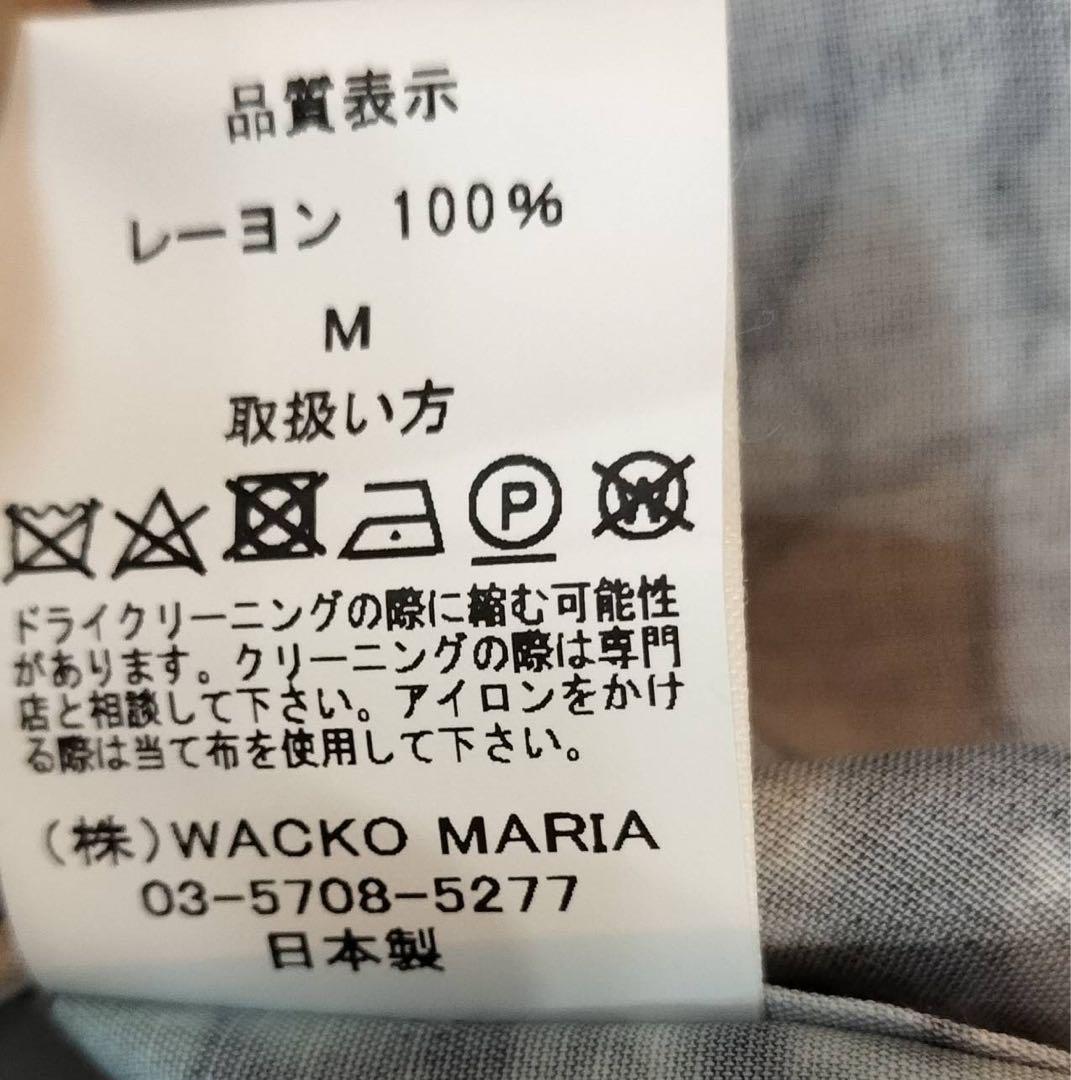 品質表示
レーヨン 100%
M
取扱い方
P W
ドライクリーニングの際に縮む可能性
があります。クリーニングの際は専門
店と相談して下さい。アイロンをかけ
る際は当て布を使用して下さい。
(株)WACKO MARIA
03-5708-5277
日本製